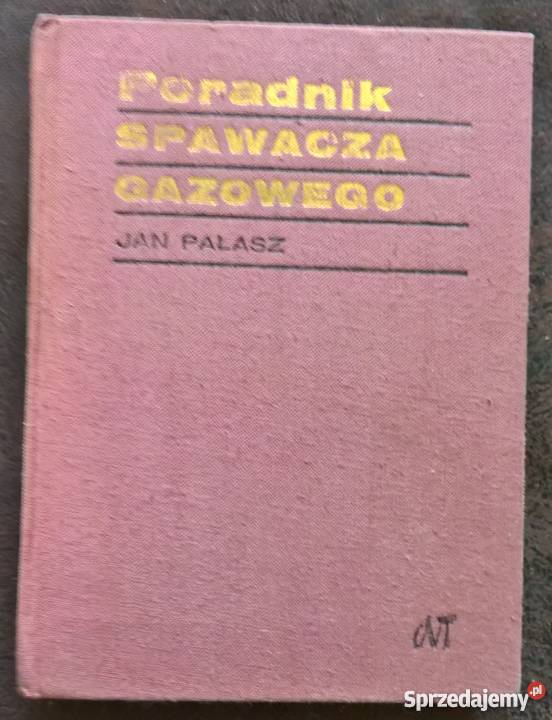 Poradnik
SPAWACZA
GAZOWEGO
JAN PAŁASZ
WNT
Sprzedajemy.pl